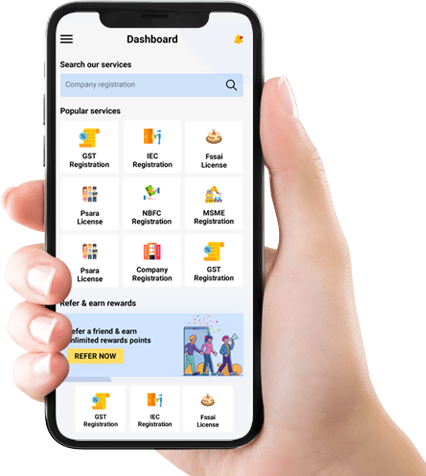 Dashboard
Search our services
Company registration
Popular services
GST
Registration
IEC
Registration
Fssai
License
Psara
License
NBFC
Registration
MSME
Registration
Psara
License
Company
Registration
GST
Registration
Refer & earn rewards
efer a friend & earn
nlimited rewards points
REFER NOW
GST
Registration
IEC
Registration
Fssai
License